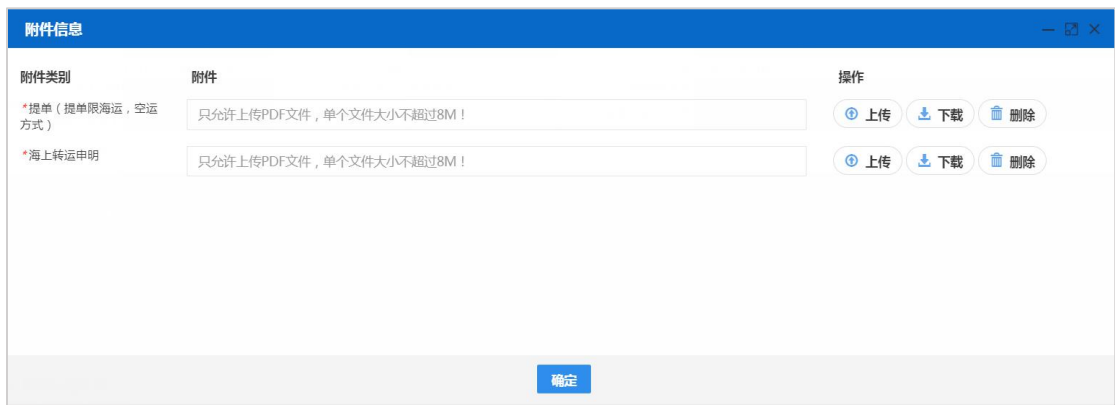 附件信息
附件类别 附件 操作
*提单（提单限海运，空运
方式）
只允许上传PDF文件，单个文件大小不超过8M！ 上传 下载 删除
*海上转运申明 只允许上传PDF文件，单个文件大小不超过8M！ 上传 下载 删除
确定